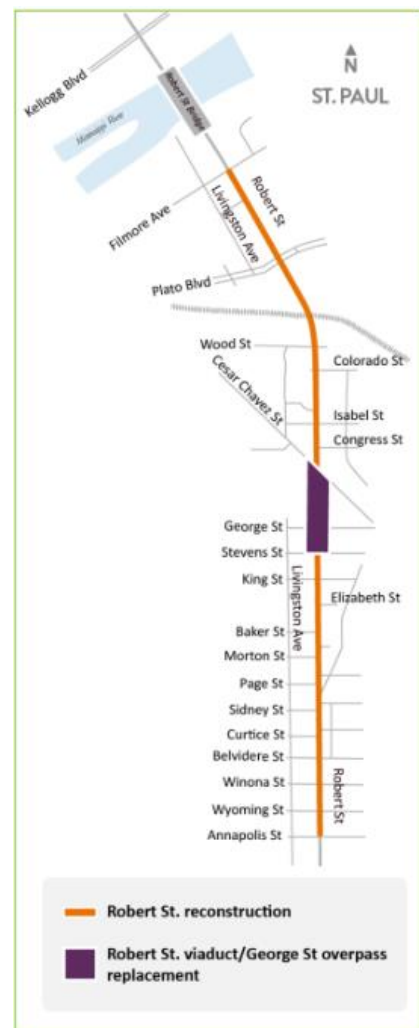 Kellogg Blvd
N
ST. PAUL
Robert St Bridge
Filmore Ave
Livingston Ave
Robert St
Plato Blvd
Wood St
Colorado St
Cesar Chavez St
Isabel St
Congress St
George St
Stevens St
King St
Livingston Ave
Elizabeth St
Baker St
Morton St
Page St
Sidney St
Curtice St
Belvidere St
Winona St
Robert St
Wyoming St
Annapolis St
Robert St. reconstruction
Robert St. viaduct/George St overpass
replacement